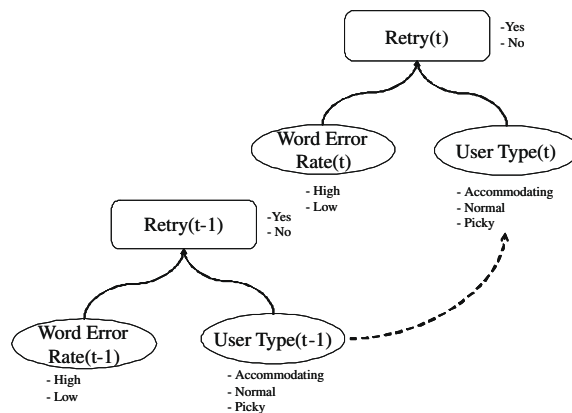 Retry(t)
-Yes
- No
Word Error
Rate(t)
- High
- Low
User Type(t)
- Accommodating
- Normal
- Picky
Retry(t-1)
-Yes
- No
Word Error
Rate(t-1)
- High
- Low
User Type(t-1)
- Accommodating
- Normal
- Picky